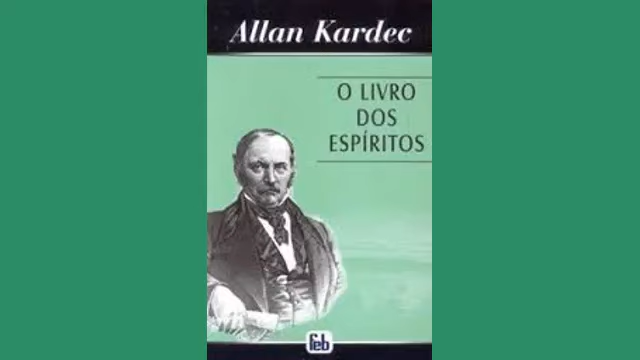 Allan Kardec
O LIVRO
DOS
ESPÍRITOS
feb